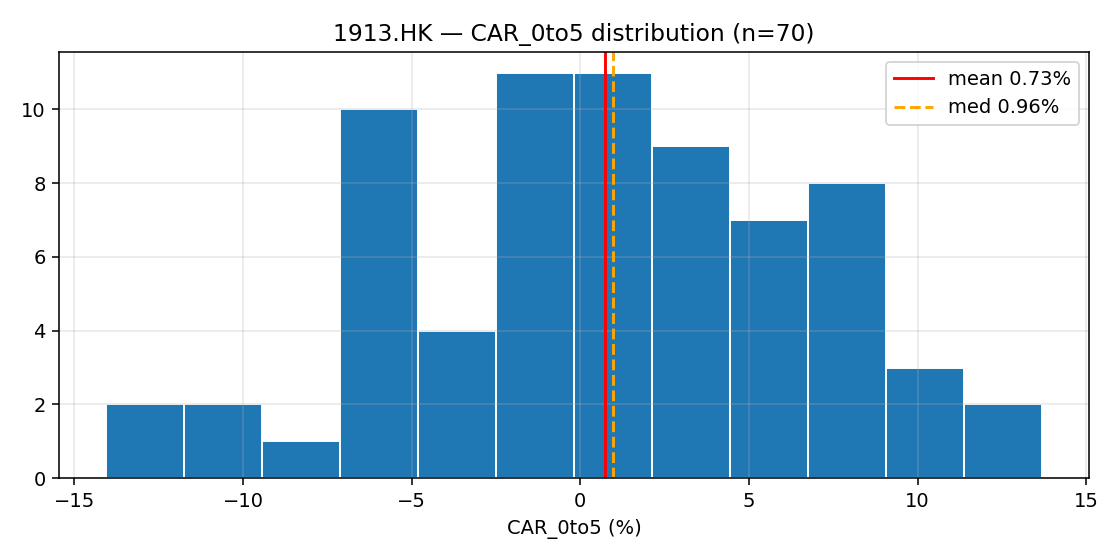 1913.HK — CAR_0to5 distribution (n=70)
mean 0.73%
med 0.96%
10
8
6
4
2
0
−15 −10 −5 0 5 10 15
CAR_0to5 (%)